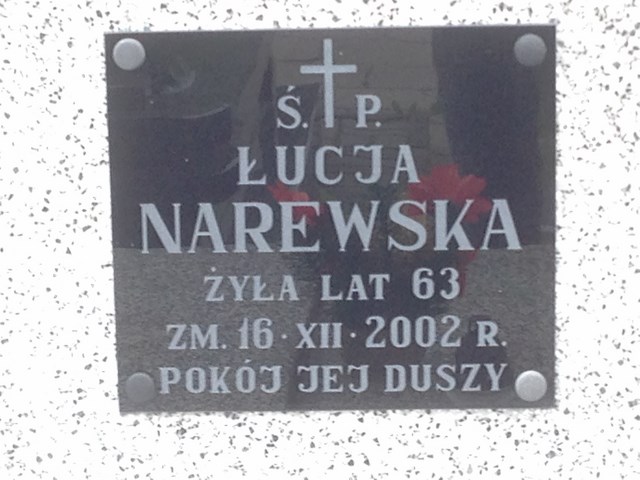 Ś. P.
ŁUCJA
NAREWSKA
ŻYŁA LAT 63
ZM. 16·XII·2002 R.
POKÓJ JEJ DUSZY